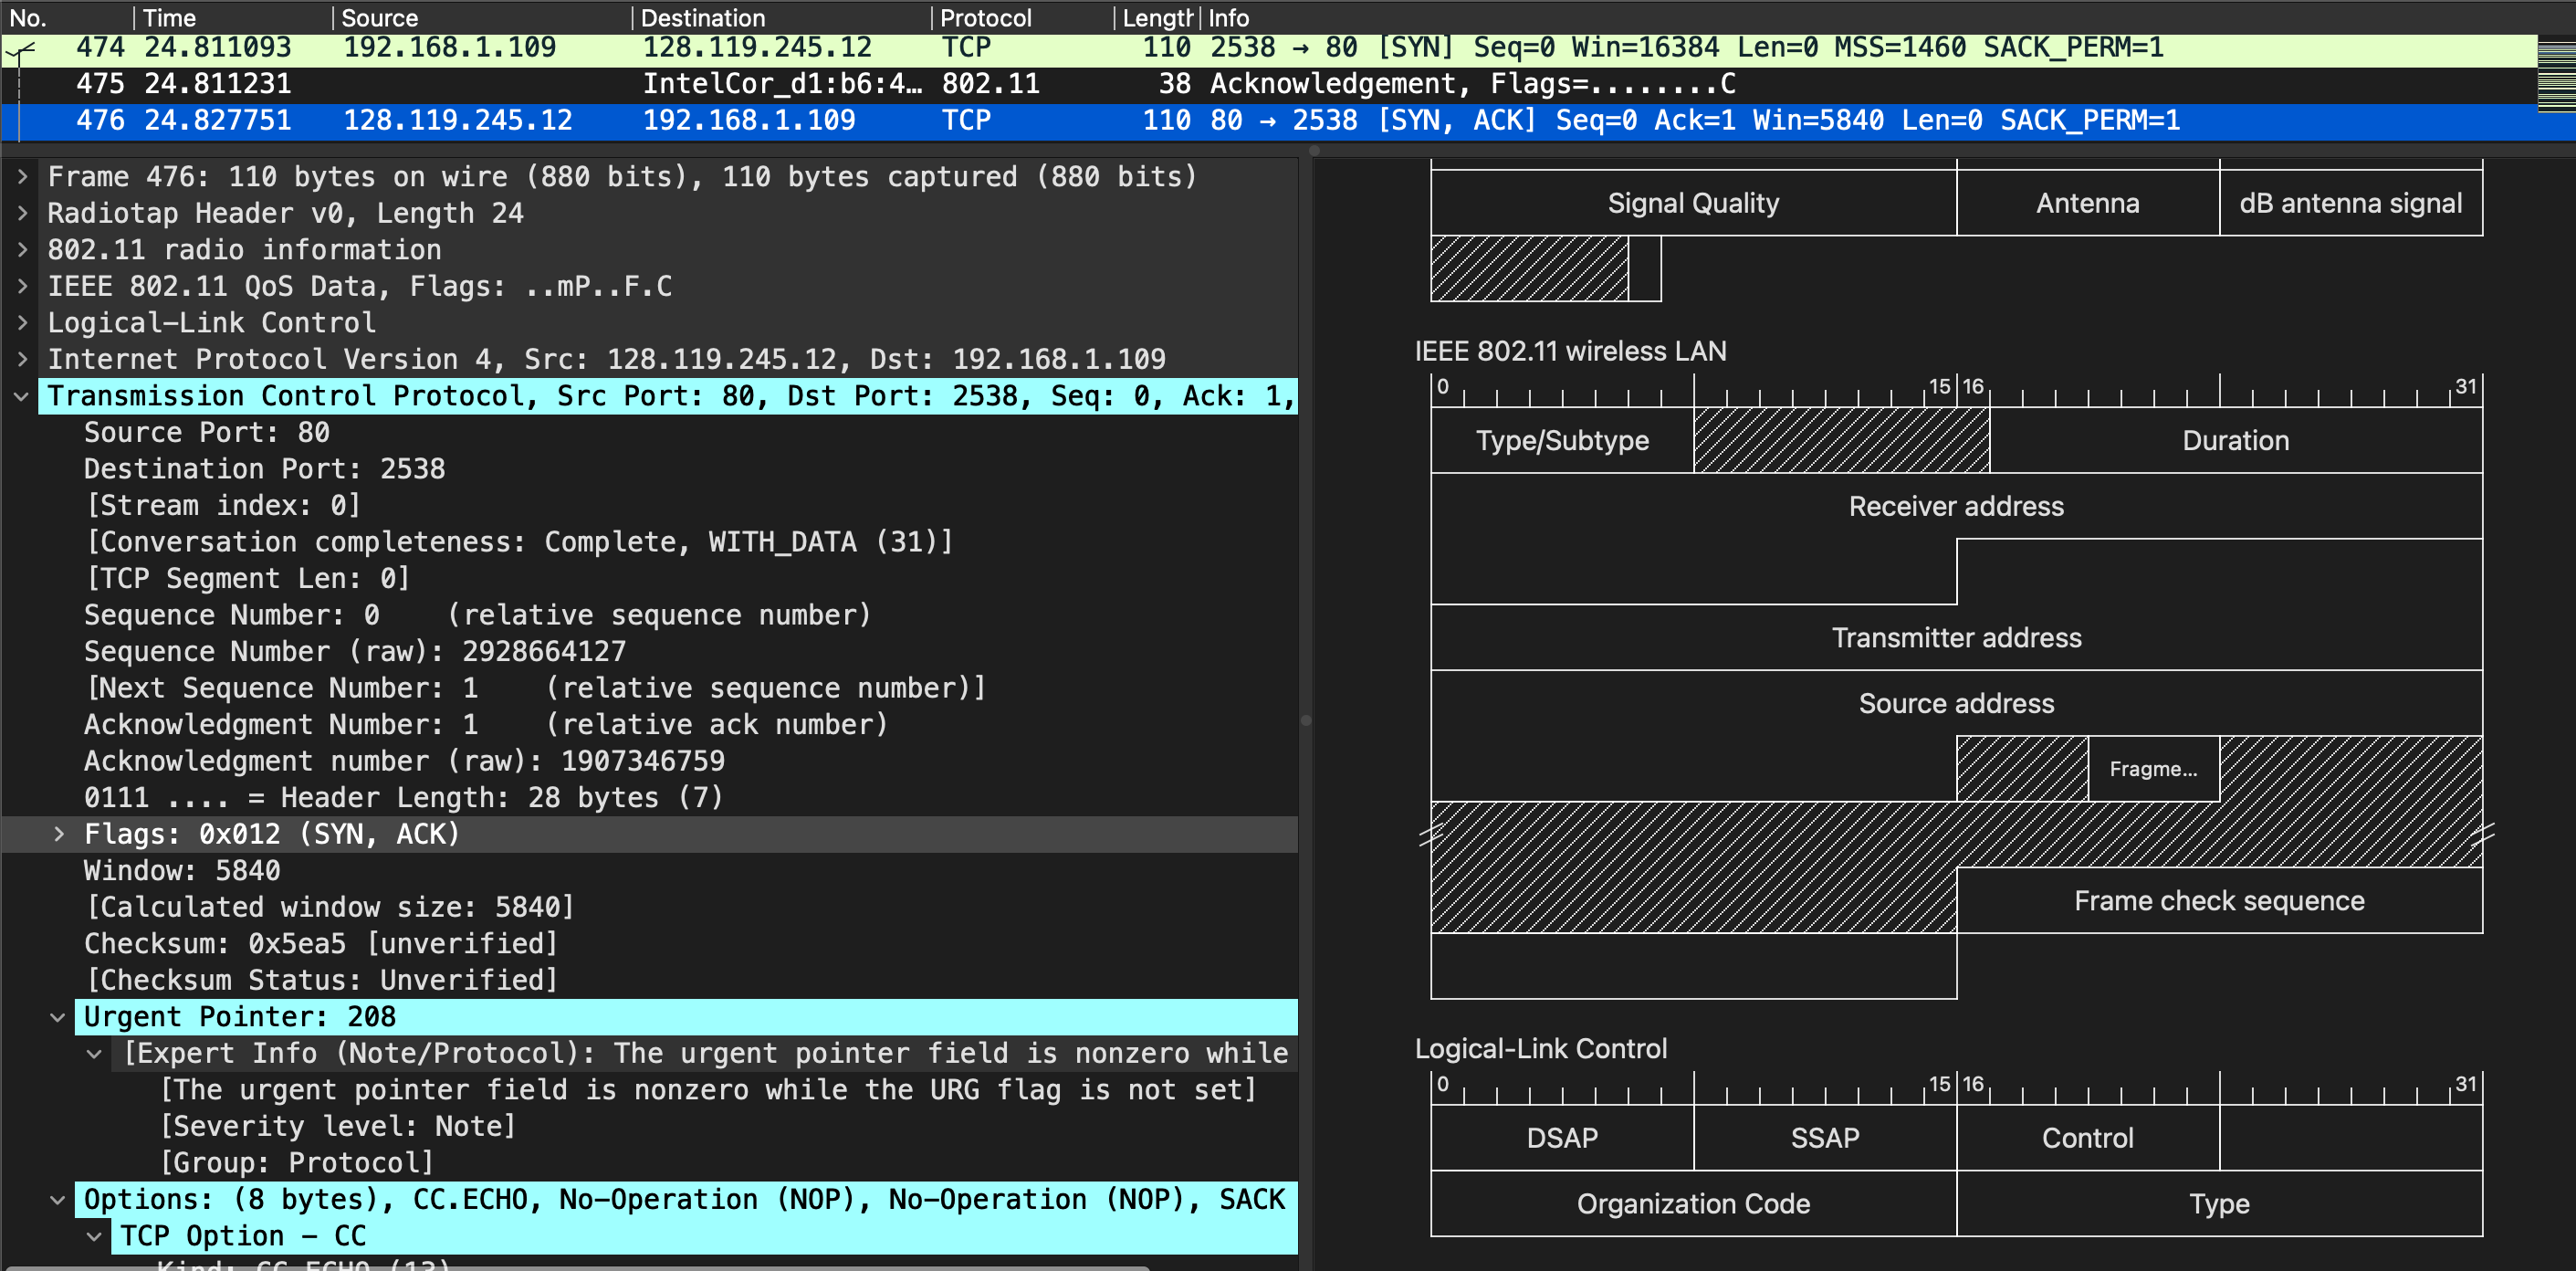 No. Time Source Destination Protocol Length Info
474 24.811093 192.168.1.109 128.119.245.12 TCP 110 2538 → 80 [SYN] Seq=0 Win=16384 Len=0 MSS=1460 SACK_PERM=1
475 24.811231 IntelCor_d1:b6:4… 802.11 38 Acknowledgement, Flags=........C
476 24.827751 128.119.245.12 192.168.1.109 TCP 110 80 → 2538 [SYN, ACK] Seq=0 Ack=1 Win=5840 Len=0 SACK_PERM=1
Frame 476: 110 bytes on wire (880 bits), 110 bytes captured (880 bits)
Radiotap Header v0, Length 24
802.11 radio information
IEEE 802.11 QoS Data, Flags: ..mP..F.C
Logical-Link Control
Internet Protocol Version 4, Src: 128.119.245.12, Dst: 192.168.1.109
Transmission Control Protocol, Src Port: 80, Dst Port: 2538, Seq: 0, Ack: 1,
Source Port: 80
Destination Port: 2538
[Stream index: 0]
[Conversation completeness: Complete, WITH_DATA (31)]
[TCP Segment Len: 0]
Sequence Number: 0 (relative sequence number)
Sequence Number (raw): 2928664127
[Next Sequence Number: 1 (relative sequence number)]
Acknowledgment Number: 1 (relative ack number)
Acknowledgment number (raw): 1907346759
0111 .... = Header Length: 28 bytes (7)
Flags: 0x012 (SYN, ACK)
Window: 5840
[Calculated window size: 5840]
Checksum: 0x5ea5 [unverified]
[Checksum Status: Unverified]
Urgent Pointer: 208
[Expert Info (Note/Protocol): The urgent pointer field is nonzero while
[The urgent pointer field is nonzero while the URG flag is not set]
[Severity level: Note]
[Group: Protocol]
Options: (8 bytes), CC.ECHO, No-Operation (NOP), No-Operation (NOP), SACK
TCP Option - CC
Kind: CC.ECHO (13)
Signal Quality Antenna dB antenna signal
IEEE 802.11 wireless LAN
0 15 16 31
Type/Subtype Duration
Receiver address
Transmitter address
Source address
Fragme...
Frame check sequence
Logical-Link Control
0 15 16 31
DSAP SSAP Control
Organization Code Type